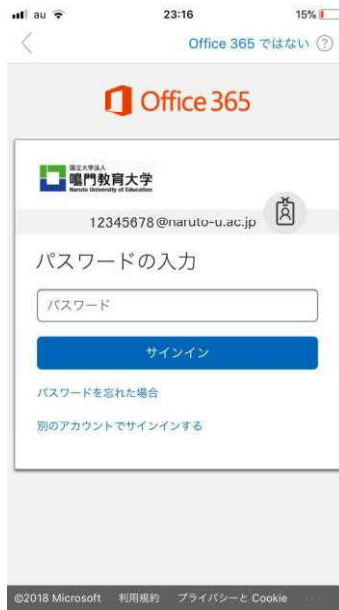 au 23:16 15%
Office 365 ではない ?
Office 365
国立大学法人
鳴門教育大学
Naruto University of Education
12345678@naruto-u.ac.jp
パスワードの入力
パスワード
サインイン
パスワードを忘れた場合
別のアカウントでサインインする
©2018 Microsoft 利用規約 プライバシーと Cookie ...